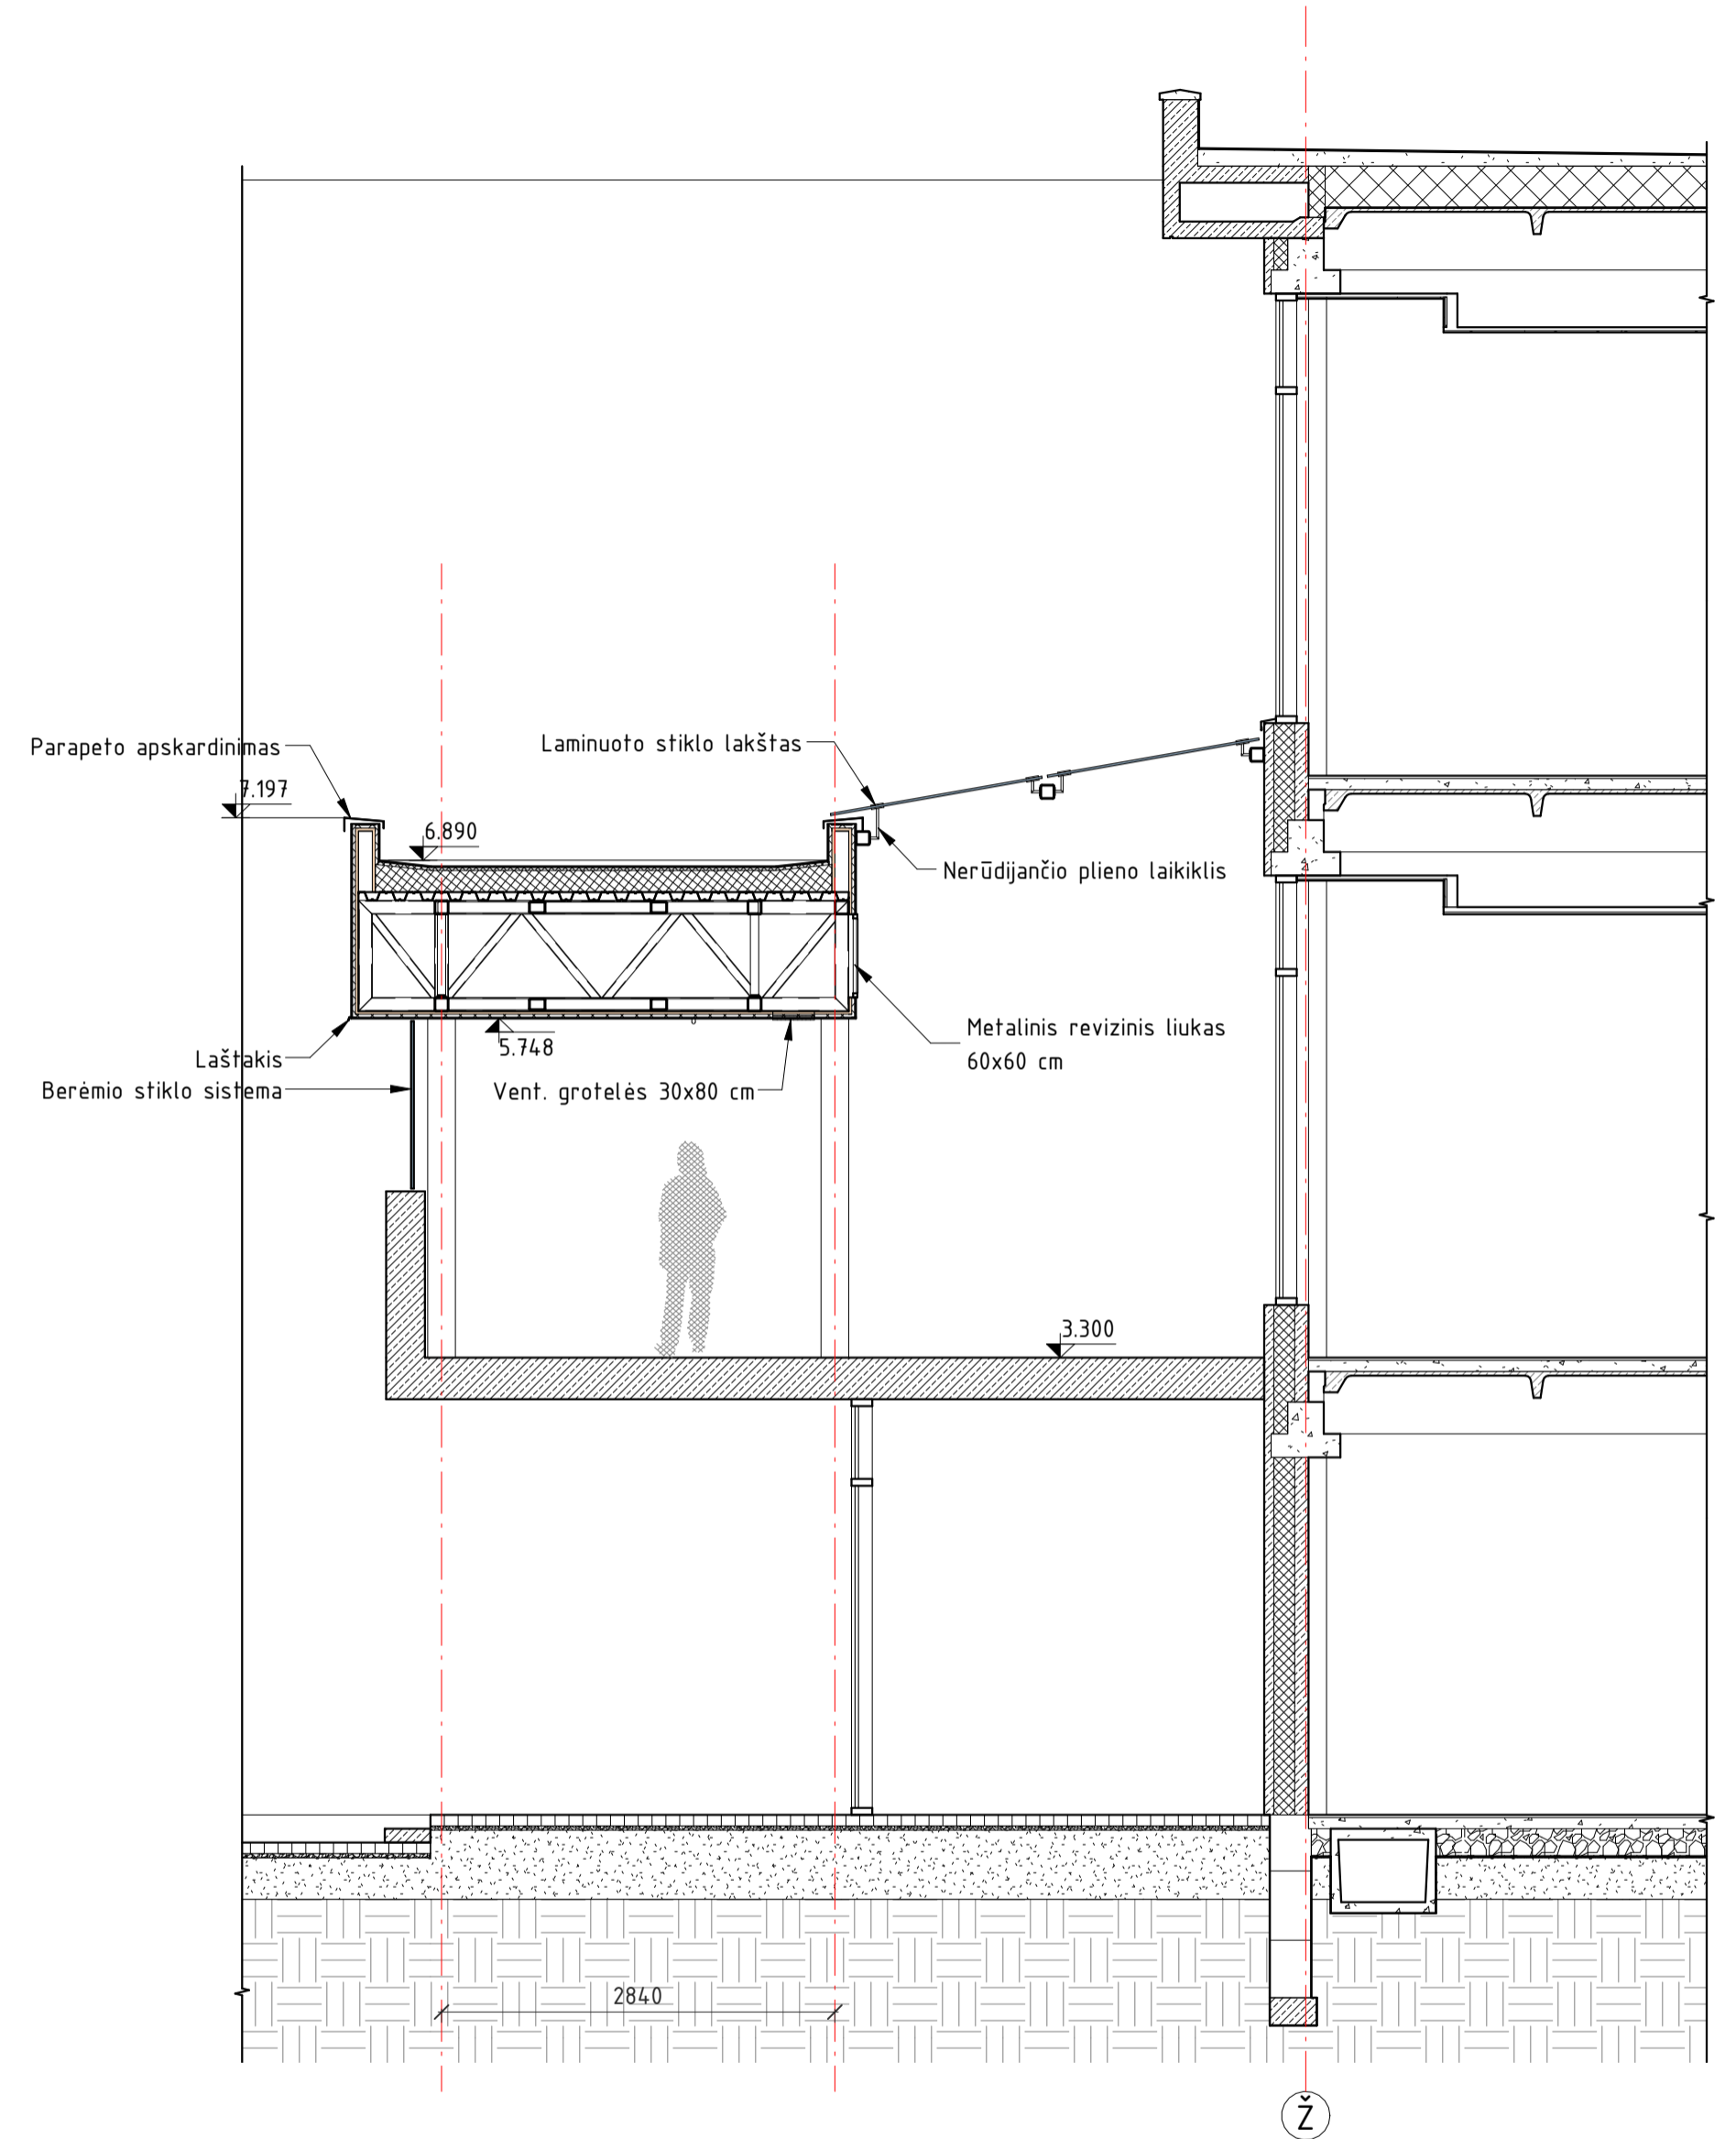 Parapeto apskardinimas
Laminuoto stiklo lakštas
7.197
6.890
Nerūdijančio plieno laikiklis
Metalinis revizinis liukas
60x60 cm
5.748
Laštakis
Berėmio stiklo sistema
Vent. grotelės 30x80 cm
3.300
2840
Ž